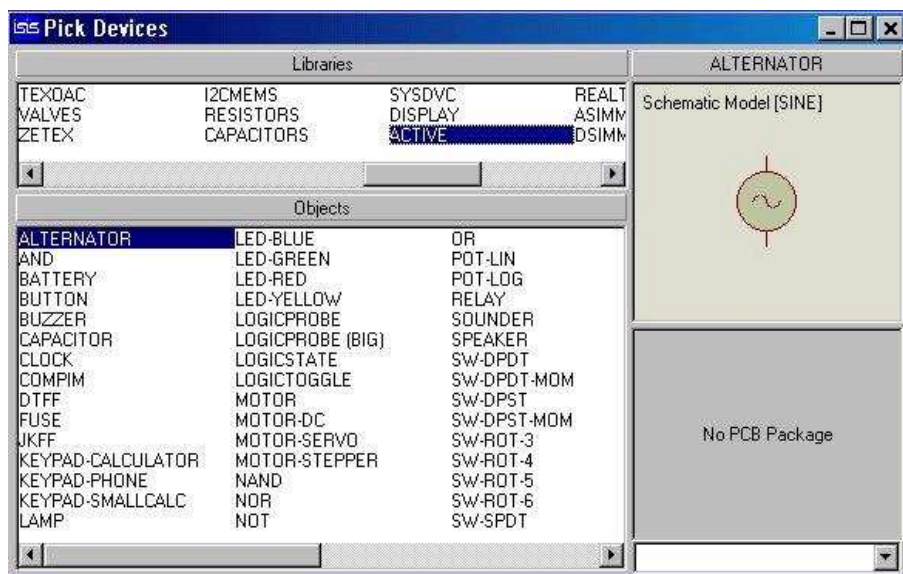 isis Pick Devices
Libraries
TEXOAC I2CMEMS SYSDVC REALT
VALVES RESISTORS DISPLAY ASIMM
ZETEX CAPACITORS ACTIVE DSIMM
Objects
ALTERNATOR LED-BLUE OR
AND LED-GREEN POT-LIN
BATTERY LED-RED POT-LOG
BUTTON LED-YELLOW RELAY
BUZZER LOGICPROBE SOUNDER
CAPACITOR LOGICPROBE (BIG) SPEAKER
CLOCK LOGICSTATE SW-DPDT
COMPIM LOGICTOGGLE SW-DPDT-MOM
DTFF MOTOR SW-DPST
FUSE MOTOR-DC SW-DPST-MOM
JKFF MOTOR-SERVO SW-ROT-3
KEYPAD-CALCULATOR MOTOR-STEPPER SW-ROT-4
KEYPAD-PHONE NAND SW-ROT-5
KEYPAD-SMALLCALC NOR SW-ROT-6
LAMP NOT SW-SPDT
ALTERNATOR
Schematic Model [SINE]
No PCB Package